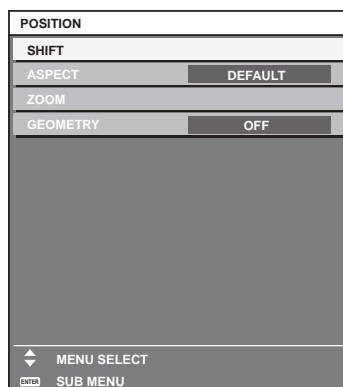 POSITION
SHIFT
ASPECT DEFAULT
ZOOM
GEOMETRY OFF
MENU SELECT
ENTER SUB MENU